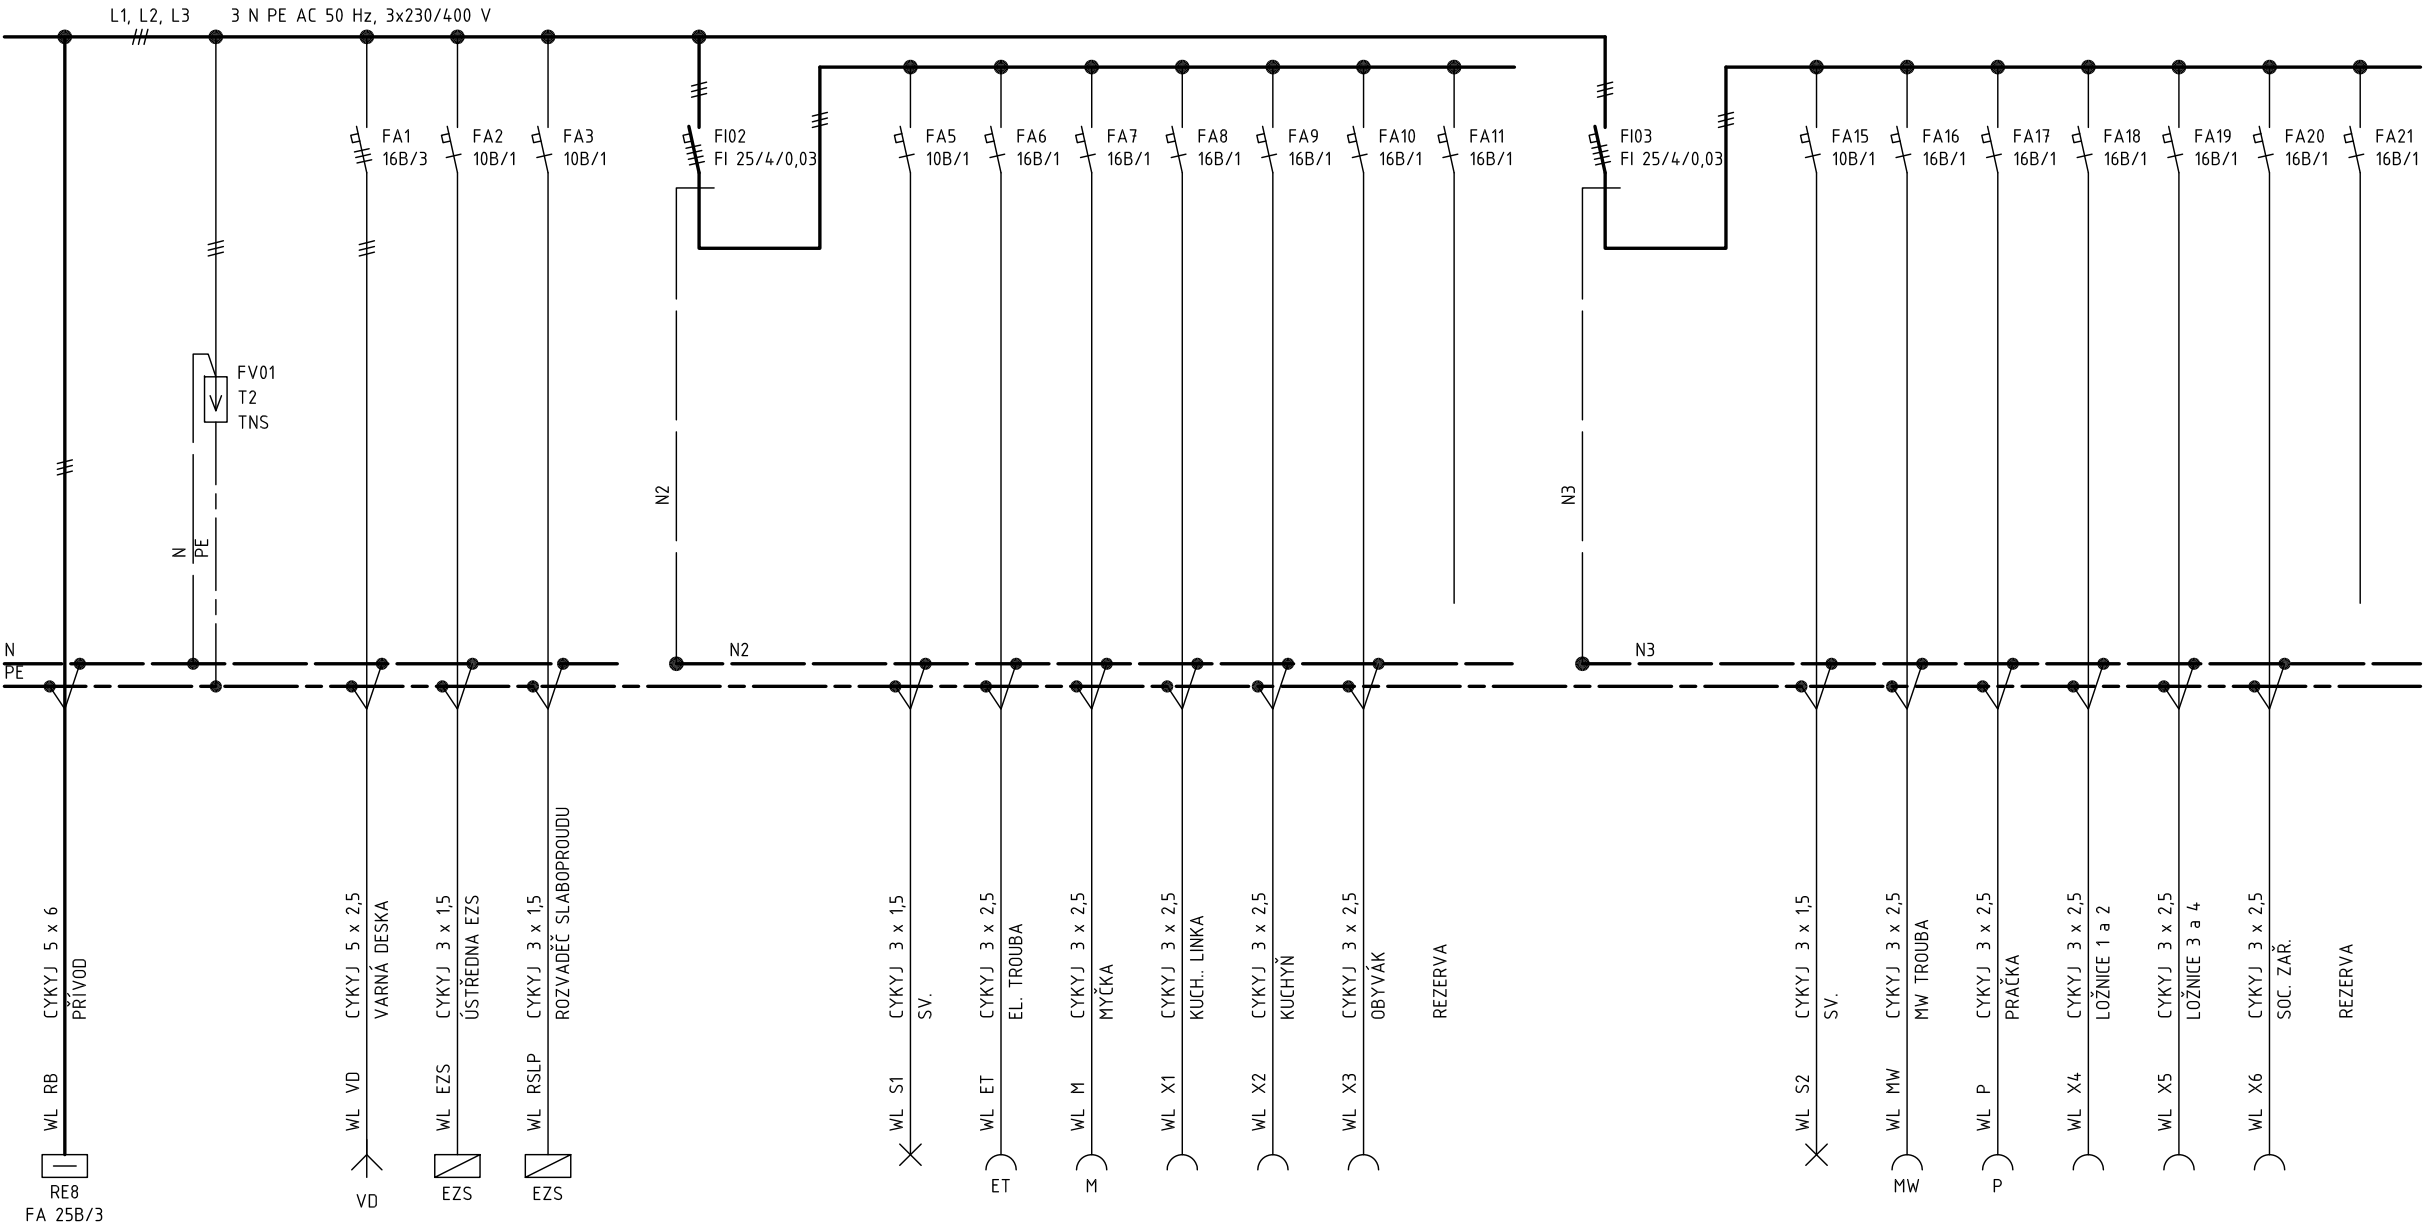 L1, L2, L3 3 N PE AC 50 Hz, 3x230/400 V
FA1
16B/3
FA2
10B/1
FA3
10B/1
FI02
FI 25/4/0,03
FA5
10B/1
FA6
16B/1
FA7
16B/1
FA8
16B/1
FA9
16B/1
FA10
16B/1
FA11
16B/1
FI03
FI 25/4/0,03
FA15
10B/1
FA16
16B/1
FA17
16B/1
FA18
16B/1
FA19
16B/1
FA20
16B/1
FA21
16B/1
FV01
T2
TNS
N
PE
N2
N3
N
PE
N2
N3
WL RB CYKYJ 5 x 6
PŘÍVOD
WL VD CYKYJ 5 x 2,5
VARNÁ DESKA
WL EZS CYKYJ 3 x 1,5
ÚSTŘEDNA EZS
WL RSLP CYKYJ 3 x 1,5
ROZVADĚČ SLABOPROUDU
WL S1 CYKYJ 3 x 1,5
SV.
WL ET CYKYJ 3 x 2,5
EL. TROUBA
WL M CYKYJ 3 x 2,5
MYČKA
WL X1 CYKYJ 3 x 2,5
KUCH. LINKA
WL X2 CYKYJ 3 x 2,5
KUCHYŇ
WL X3 CYKYJ 3 x 2,5
OBYVÁK
REZERVA
WL S2 CYKYJ 3 x 1,5
SV.
WL MW CYKYJ 3 x 2,5
MW TROUBA
WL P CYKYJ 3 x 2,5
PRAČKA
WL X4 CYKYJ 3 x 2,5
LOŽNICE 1 a 2
WL X5 CYKYJ 3 x 2,5
LOŽNICE 3 a 4
WL X6 CYKYJ 3 x 2,5
SOC. ZAŘ.
REZERVA
RE8
FA 25B/3
VD
EZS
EZS
ET
M
MW
P